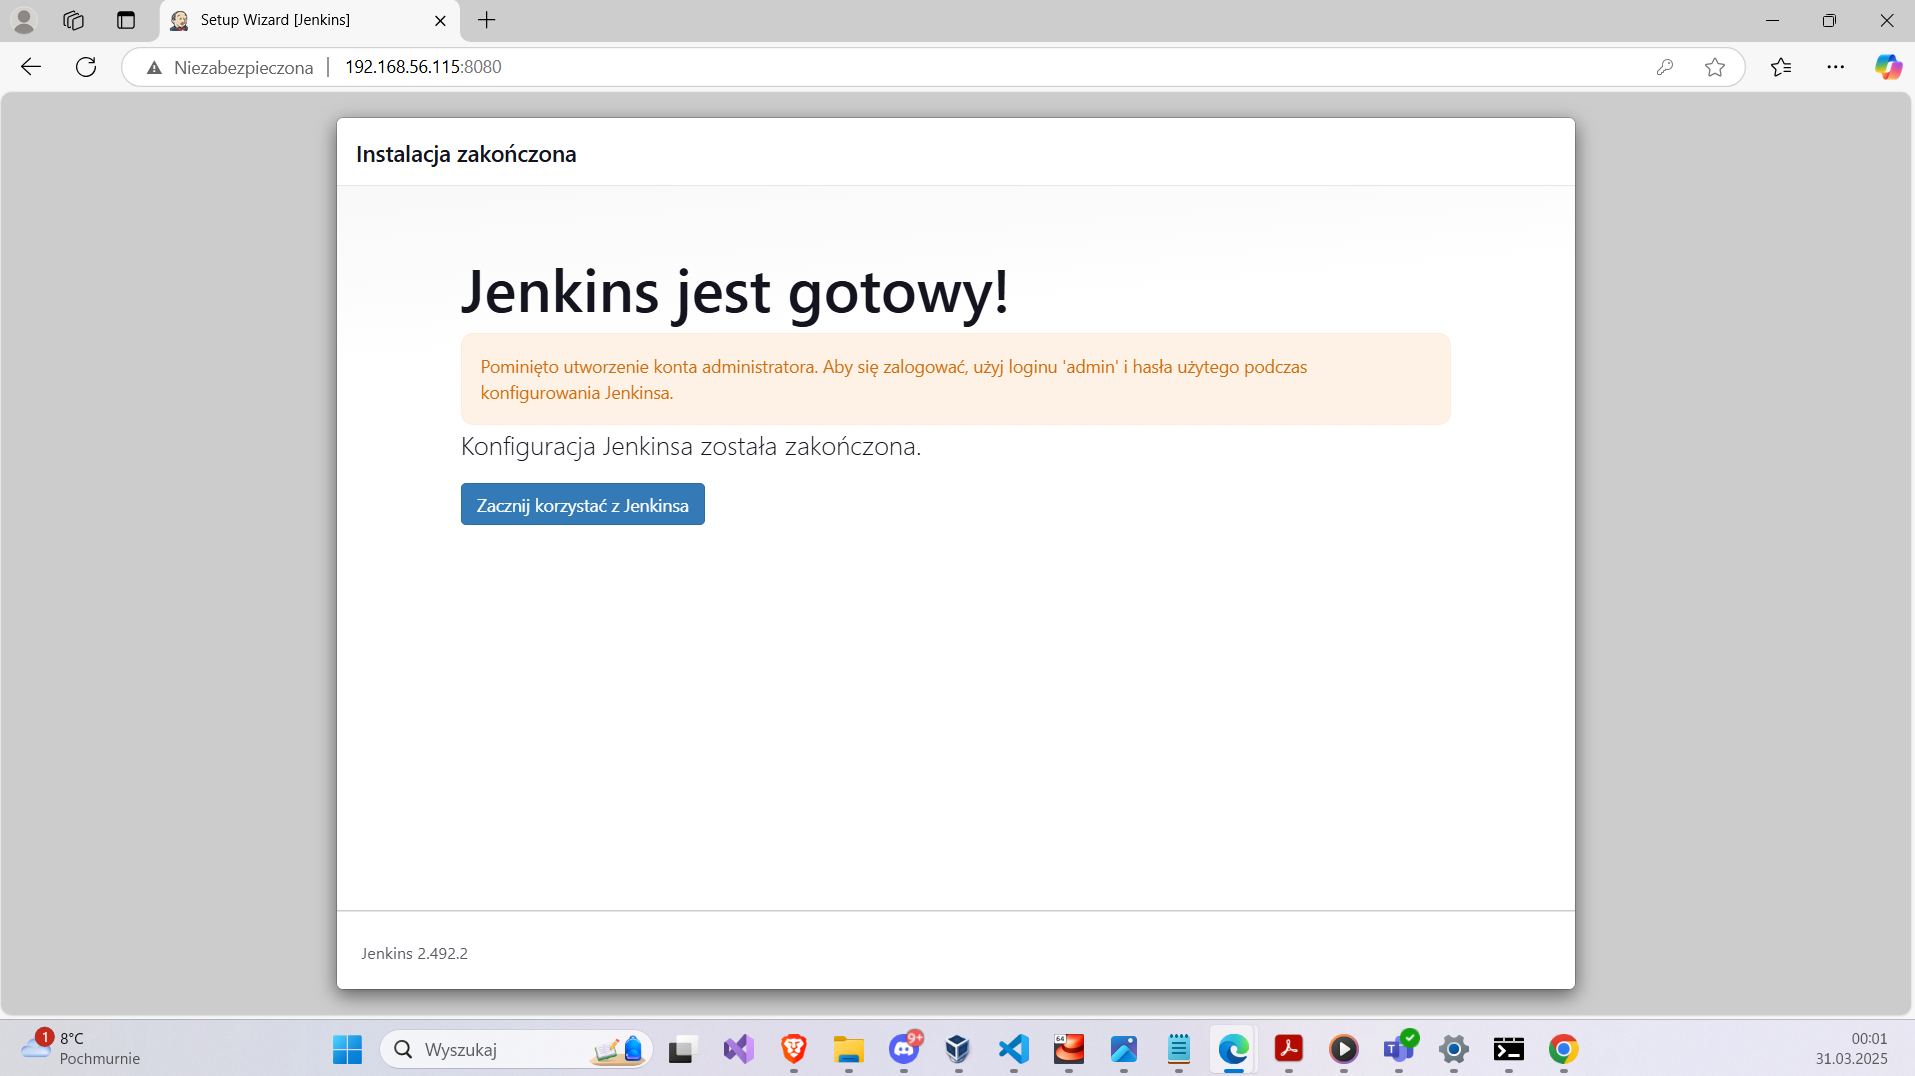 Setup Wizard [Jenkins]
Niezabezpieczona
192.168.56.115:8080
Instalacja zakończona
Jenkins jest gotowy!
Pominięto utworzenie konta administratora. Aby się zalogować, użyj loginu 'admin' i hasła użytego podczas
konfigurowania Jenkinsa.
Konfiguracja Jenkinsa została zakończona.
Zacznij korzystać z Jenkinsa
Jenkins 2.492.2
1
8°C
Pochmurnie
Wyszukaj
9+
64
T
00:01
31.03.2025